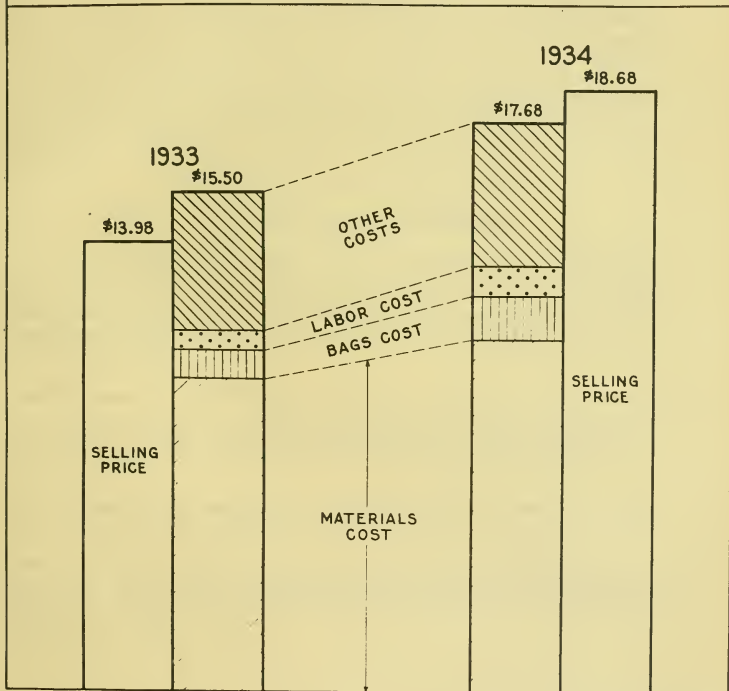 1933
$13.98
$15.50
SELLING
PRICE
OTHER
COSTS
LABOR COST
BAGS COST
MATERIALS
COST
1934
$17.68
$18.68
SELLING
PRICE